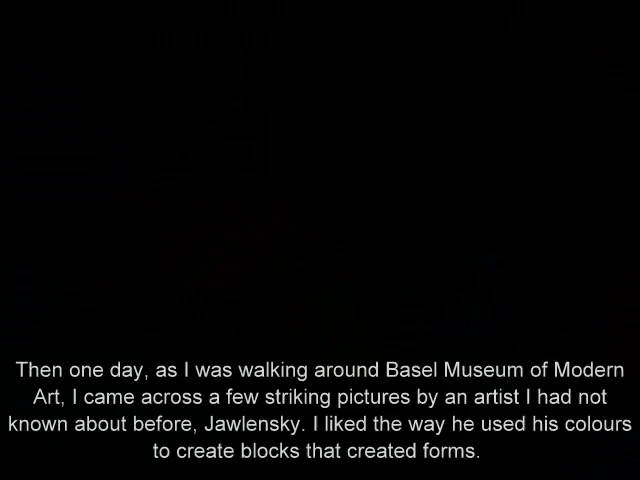 Then one day, as I was walking around Basel Museum of Modern
Art, I came across a few striking pictures by an artist I had not
known about before, Jawlensky. I liked the way he used his colours
to create blocks that created forms.